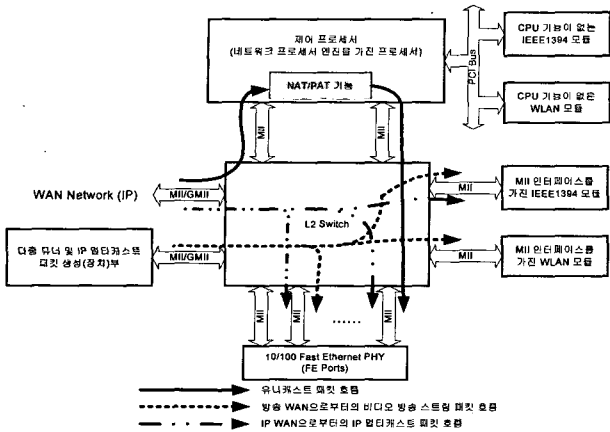 제어 프로세서
(네트워크 프로세서 엔진을 가진 프로세서)
NAT/PAT 기능
PCI Bus
CPU 기능이 없는
IEEE1394 모듈
CPU 기능이 없은
WLAN 모듈
MII
MII
WAN Network (IP)
MII/GMII
L2 Switch
MII
MII 인터페이스를
가진 IEEE1394 모듈
다중 튜너 및 IP 멀티캐스트
패킷 생성(장치)부
MII/GMII
MII
MII 인터페이스를
가진 WLAN 모듈
MII
MII
......
MII
10/100 Fast Ethernet PHY
(FE Ports)
유니캐스트 패킷 흐름
방송 WAN으로부터의 비디오 방송 스트림 패킷 흐름
IP WAN으로부터의 IP 멀티캐스트 패킷 흐름